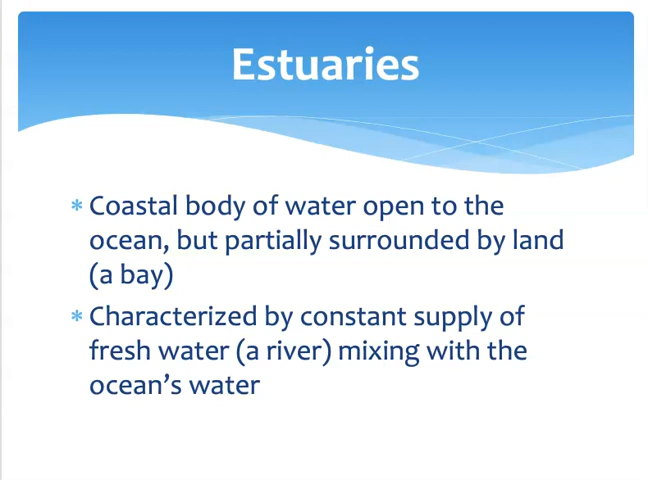 Estuaries
* Coastal body of water open to the
ocean, but partially surrounded by land
(a bay)
* Characterized by constant supply of
fresh water (a river) mixing with the
ocean’s water